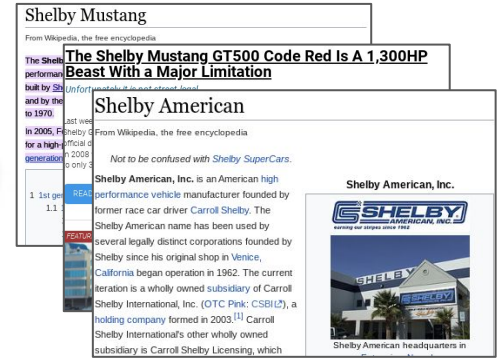 Shelby Mustang
From Wikipedia, the free encyclopedia
The Shelby
performan
built by Sh
and by the
to 1970.
In 2005, F
for a high-
generation
1 1st ge
1.1
The Shelby Mustang GT500 Code Red Is A 1,300HP
Beast With a Major Limitation
Unfortunately it is not street legal
Last wee
Shelby G
official d
n 2008
o only 3
READ
FEATUR
Shelby American
From Wikipedia, the free encyclopedia
Not to be confused with Shelby SuperCars.
Shelby American, Inc. is an American high
performance vehicle manufacturer founded by
former race car driver Carroll Shelby. The
Shelby American name has been used by
several legally distinct corporations founded by
Shelby since his original shop in Venice,
California began operation in 1962. The current
iteration is a wholly owned subsidiary of Carroll
Shelby International, Inc. (OTC Pink: CSBI), a
holding company formed in 2003.[1] Carroll
Shelby International's other wholly owned
subsidiary is Carroll Shelby Licensing, which
Shelby American, Inc.
SHELBY
AMERICAN, INC.
earning our stripes since 1962
SHELBY
SHELBY
Shelby American headquarters in